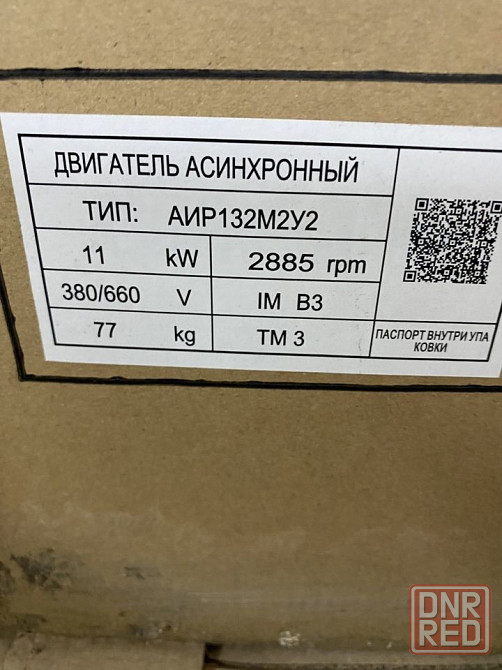 ДВИГАТЕЛЬ АСИНХРОННЫЙ
ТИП: АИР132М2У2
11 kW 2885 rpm
380/660 V IM B3
77 kg TM 3
ПАСПОРТ ВНУТРИ УПА
КОВКИ
DNR
RED